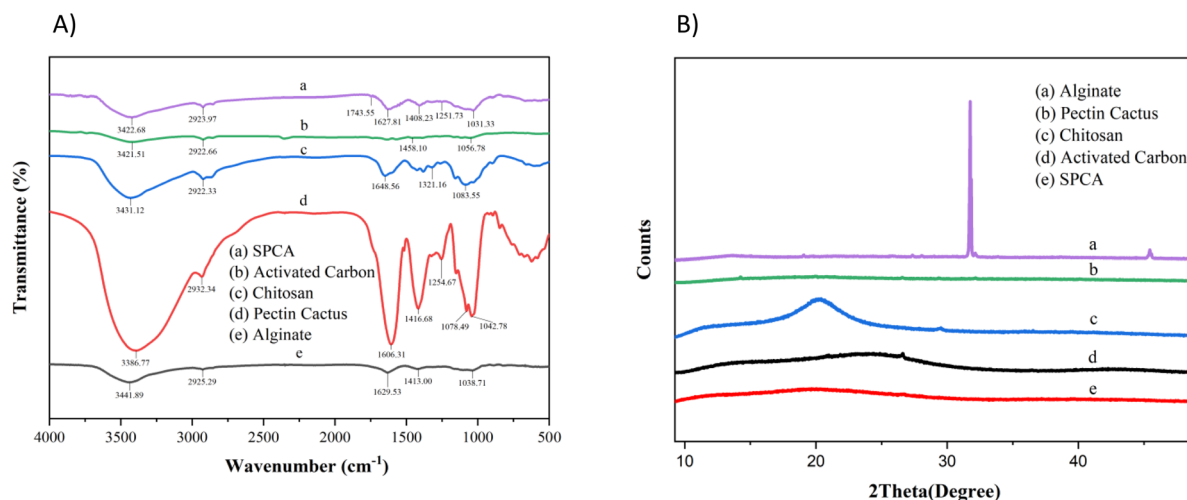 A)
a
1743.55
1251.73
2923.97
1408.23
1627.81
1031.33
3422.68
b
3421.51
2922.66
1458.10
1056.78
c
1648.56
1321.16
2922.33
1083.55
3431.12
d
2932.34
1254.67
1416.68
1078.49
1042.78
3386.77
1606.31
(a) SPCA
(b) Activated Carbon
(c) Chitosan
(d) Pectin Cactus
(e) Alginate
e
2925.29
1629.53
1413.00
1038.71
3441.89
Transmittance (%)
4000 3500 3000 2500 2000 1500 1000 500
Wavenumber (cm⁻¹)
B)
(a) Alginate
(b) Pectin Cactus
(c) Chitosan
(d) Activated Carbon
(e) SPCA
a
b
c
d
e
Counts
10 20 30 40
2Theta(Degree)